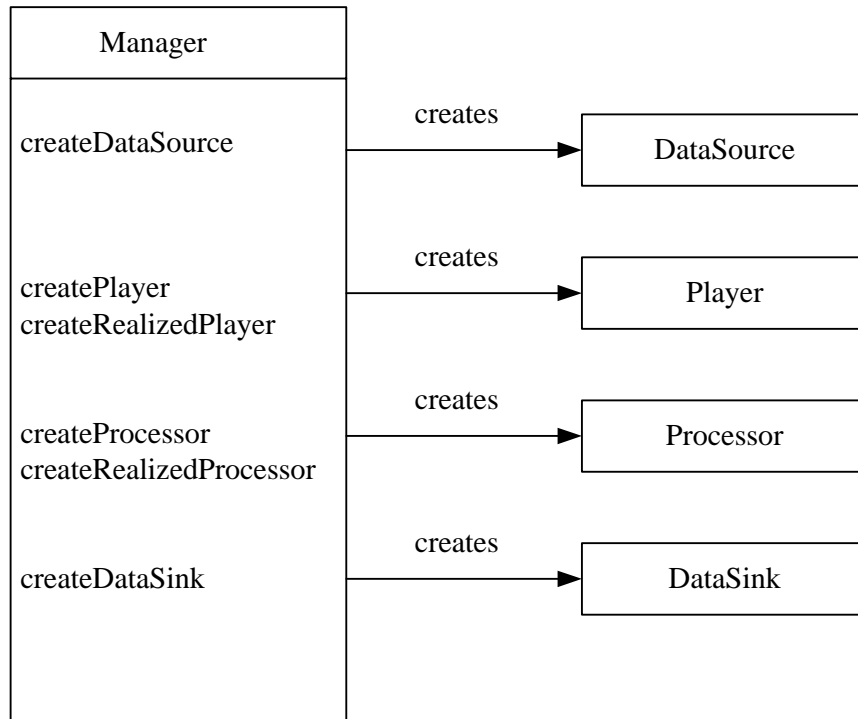 Manager
creates
createDataSource
DataSource
creates
createPlayer
Player
createRealizedPlayer
creates
createProcessor
Processor
createRealizedProcessor
creates
createDataSink
DataSink